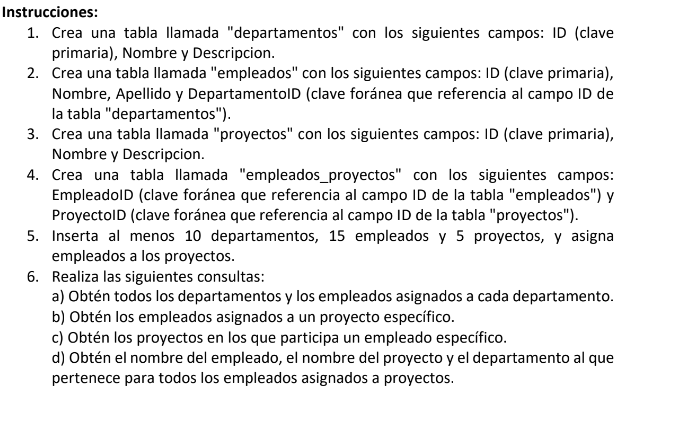 Instrucciones:
1. Crea una tabla llamada "departamentos" con los siguientes campos: ID (clave
primaria), Nombre y Descripcion.
2. Crea una tabla llamada "empleados" con los siguientes campos: ID (clave primaria),
Nombre, Apellido y DepartamentoID (clave foránea que referencia al campo ID de
la tabla "departamentos").
3. Crea una tabla llamada "proyectos" con los siguientes campos: ID (clave primaria),
Nombre y Descripcion.
4. Crea una tabla llamada "empleados_proyectos" con los siguientes campos:
EmpleadoID (clave foránea que referencia al campo ID de la tabla "empleados") y
ProyectoID (clave foránea que referencia al campo ID de la tabla "proyectos").
5. Inserta al menos 10 departamentos, 15 empleados y 5 proyectos, y asigna
empleados a los proyectos.
6. Realiza las siguientes consultas:
a) Obtén todos los departamentos y los empleados asignados a cada departamento.
b) Obtén los empleados asignados a un proyecto específico.
c) Obtén los proyectos en los que participa un empleado específico.
d) Obtén el nombre del empleado, el nombre del proyecto y el departamento al que
pertenece para todos los empleados asignados a proyectos.